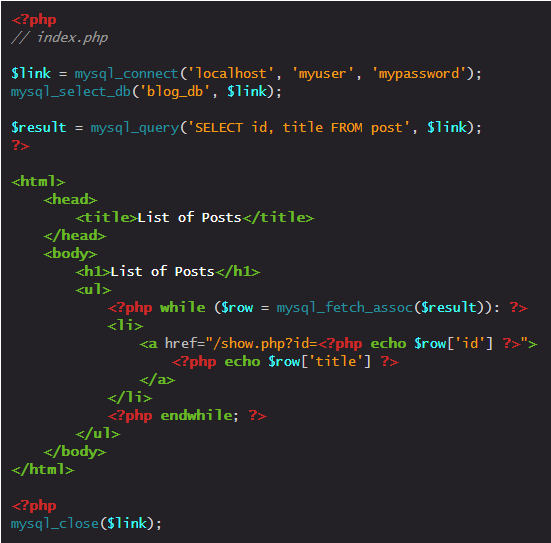 <?php
// index.php
$link = mysql_connect('localhost', 'myuser', 'mypassword');
mysql_select_db('blog_db', $link);
$result = mysql_query('SELECT id, title FROM post', $link);
?>
<html>
    <head>
        <title>List of Posts</title>
    </head>
    <body>
        <h1>List of Posts</h1>
        <ul>
            <?php while ($row = mysql_fetch_assoc($result)): ?>
            <li>
                <a href="/show.php?id=<?php echo $row['id'] ?>">
                    <?php echo $row['title'] ?>
                </a>
            </li>
            <?php endwhile; ?>
        </ul>
    </body>
</html>
<?php
mysql_close($link);